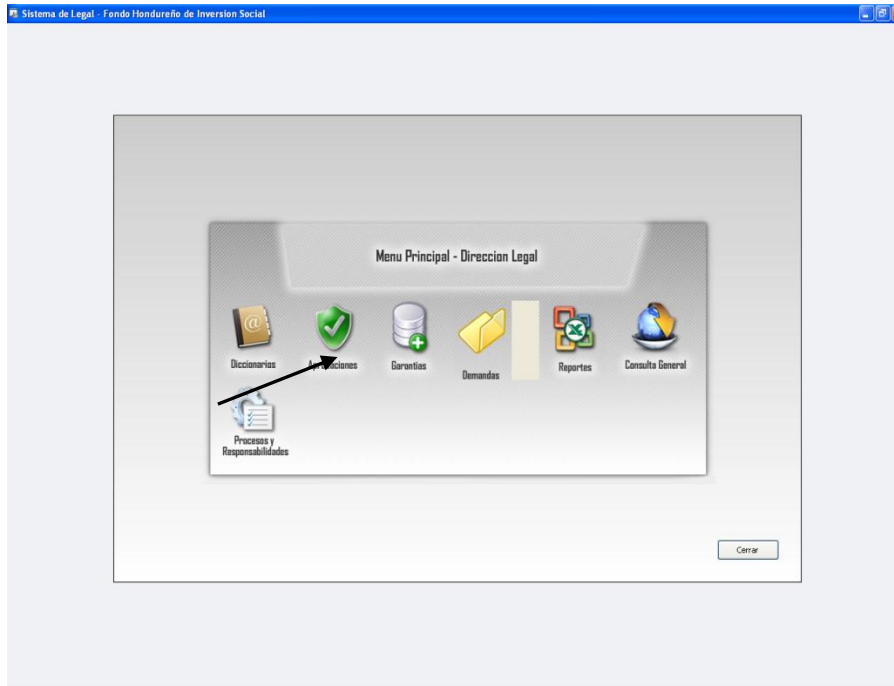 Sistema de Legal - Fondo Hondureño de Inversion Social
Menu Principal - Direccion Legal
Diccionarios
Aprobaciones
Garantias
Demandas
Reportes
Consulta General
Procesos y
Responsabilidades
Cerrar